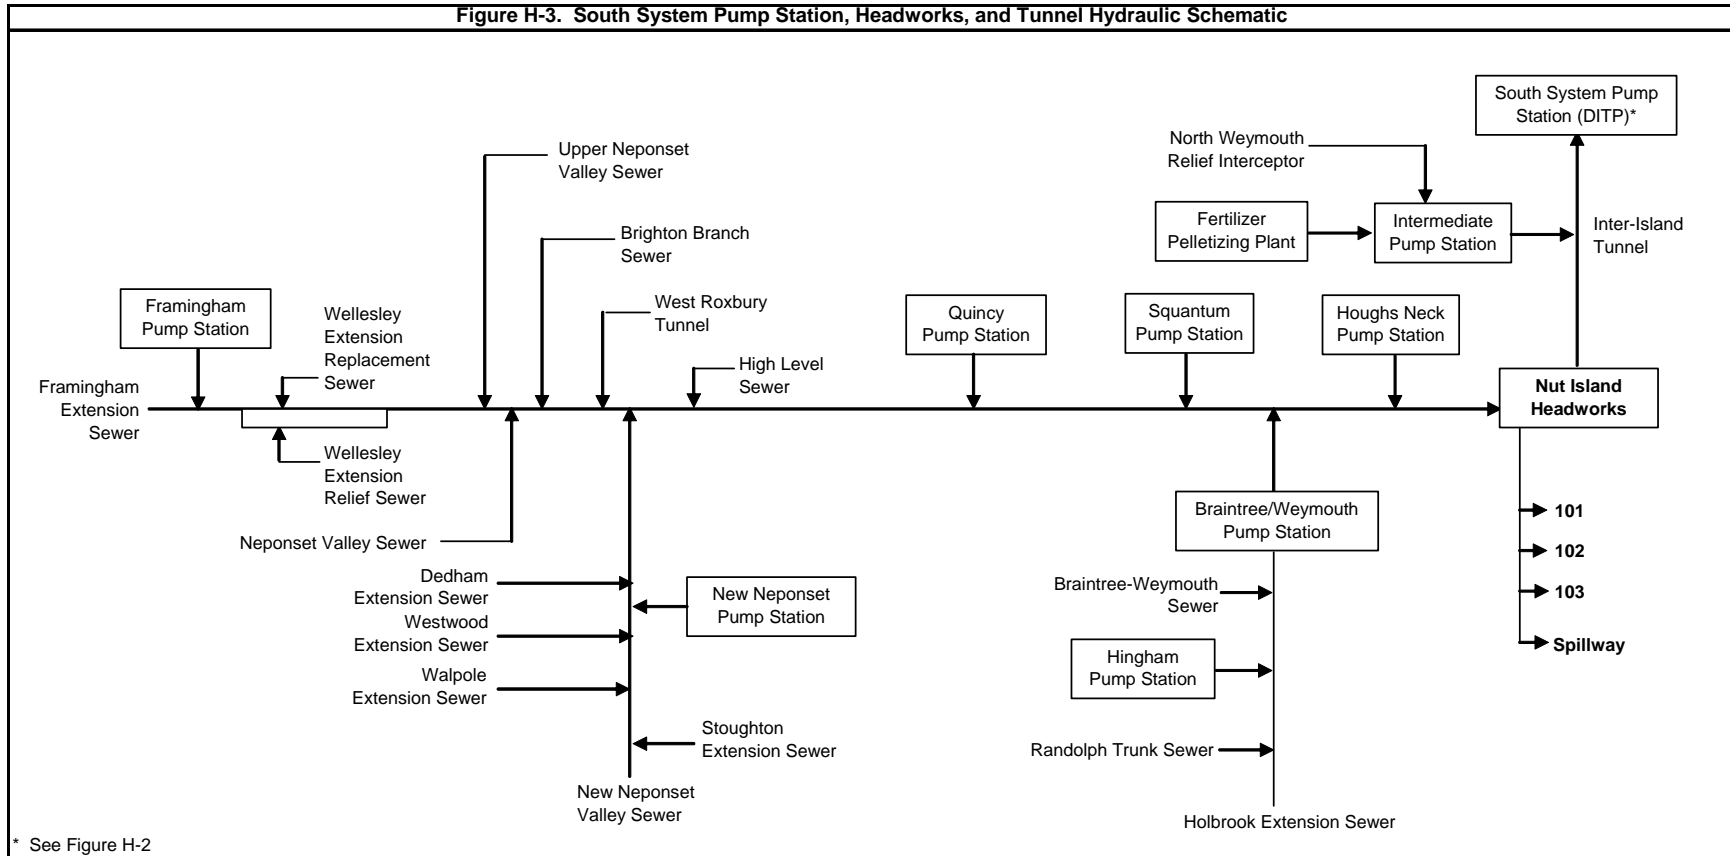 Figure H-3.  South System Pump Station, Headworks, and Tunnel Hydraulic Schematic
South System Pump
Station (DITP)*
North Weymouth
Relief Interceptor
Upper Neponset
Valley Sewer
Fertilizer
Pelletizing Plant
Intermediate
Pump Station
Inter-Island
Tunnel
Brighton Branch
Sewer
Framingham
Pump Station
Wellesley
Extension
Replacement
Sewer
West Roxbury
Tunnel
Quincy
Pump Station
Squantum
Pump Station
Houghs Neck
Pump Station
High Level
Sewer
Framingham
Extension
Sewer
Nut Island
Headworks
Wellesley
Extension
Relief Sewer
Neponset Valley Sewer
Braintree/Weymouth
Pump Station
101
102
103
Spillway
Dedham
Extension Sewer
New Neponset
Pump Station
Westwood
Extension Sewer
Walpole
Extension Sewer
Stoughton
Extension Sewer
New Neponset
Valley Sewer
Braintree-Weymouth
Sewer
Hingham
Pump Station
Randolph Trunk Sewer
Holbrook Extension Sewer
* See Figure H-2